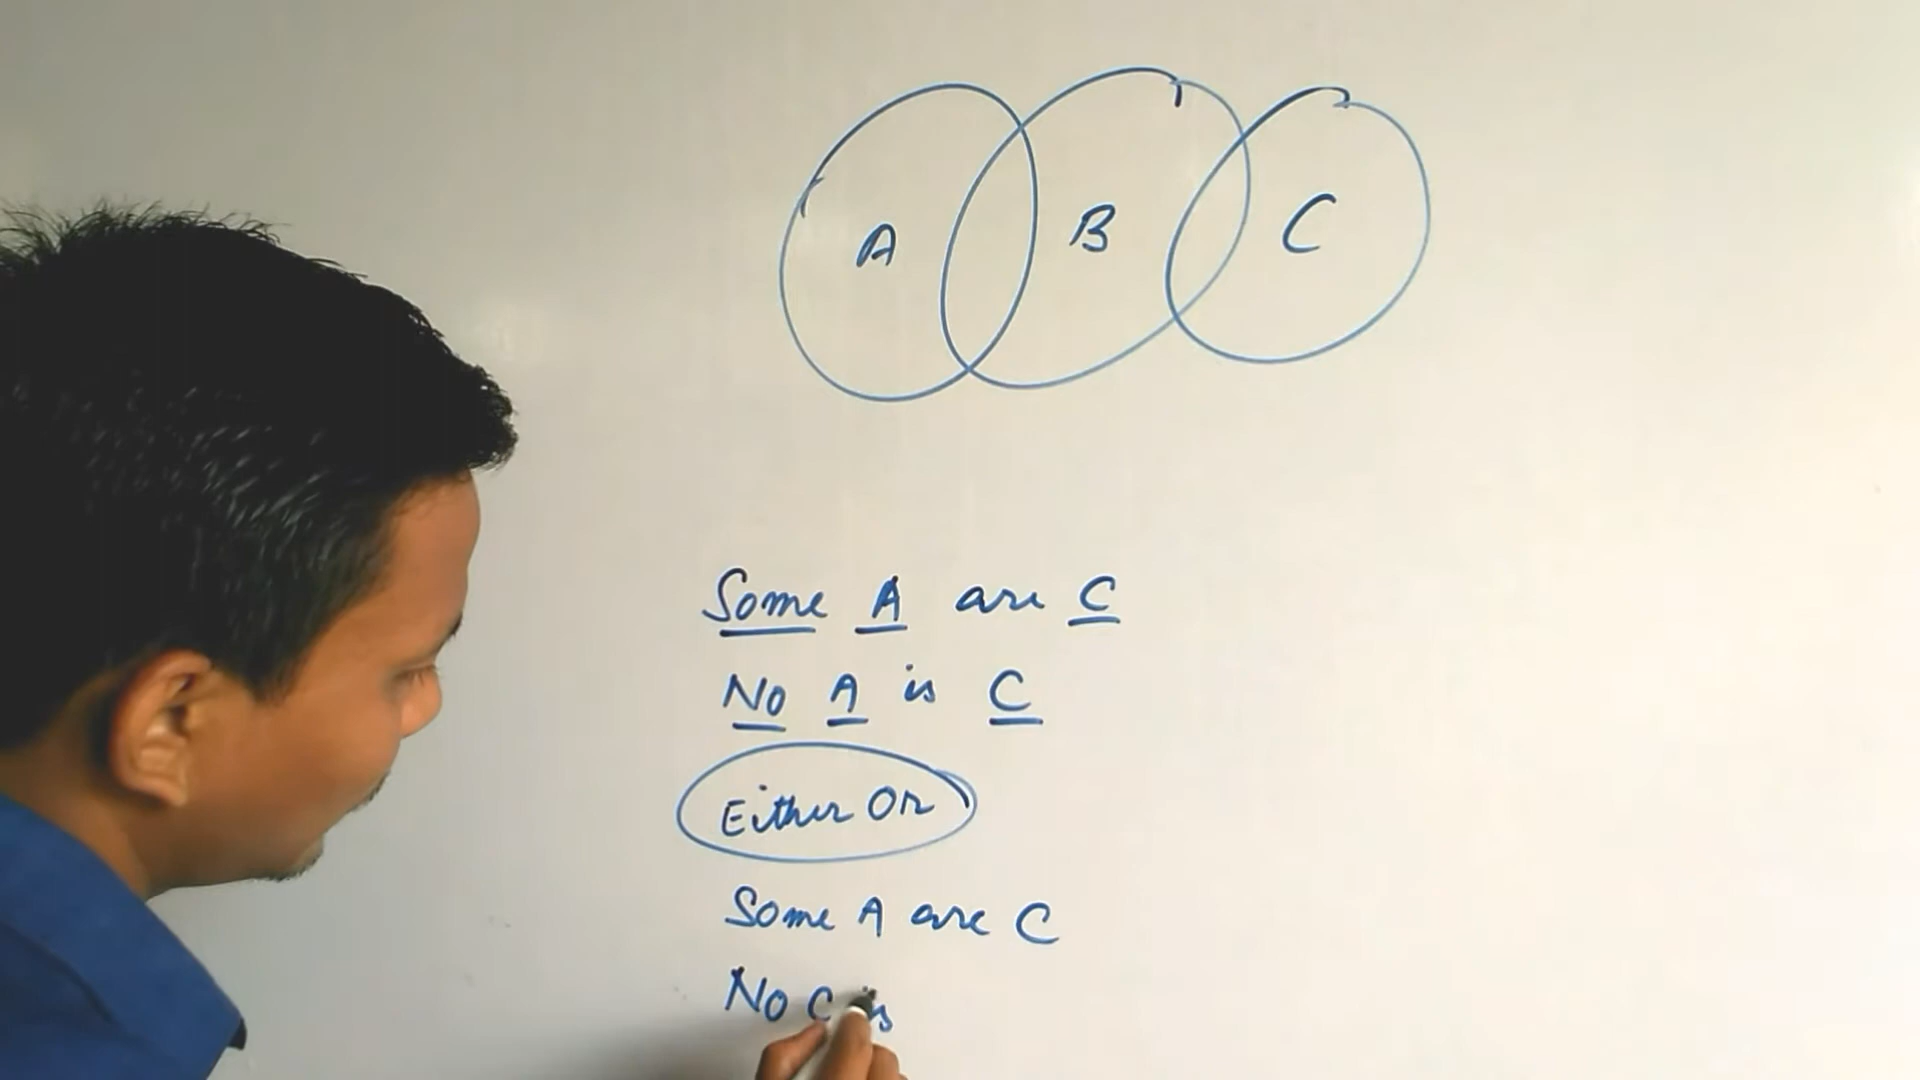 A B C
Some A are C
No A is C
Either Or
Some A are C
No C is